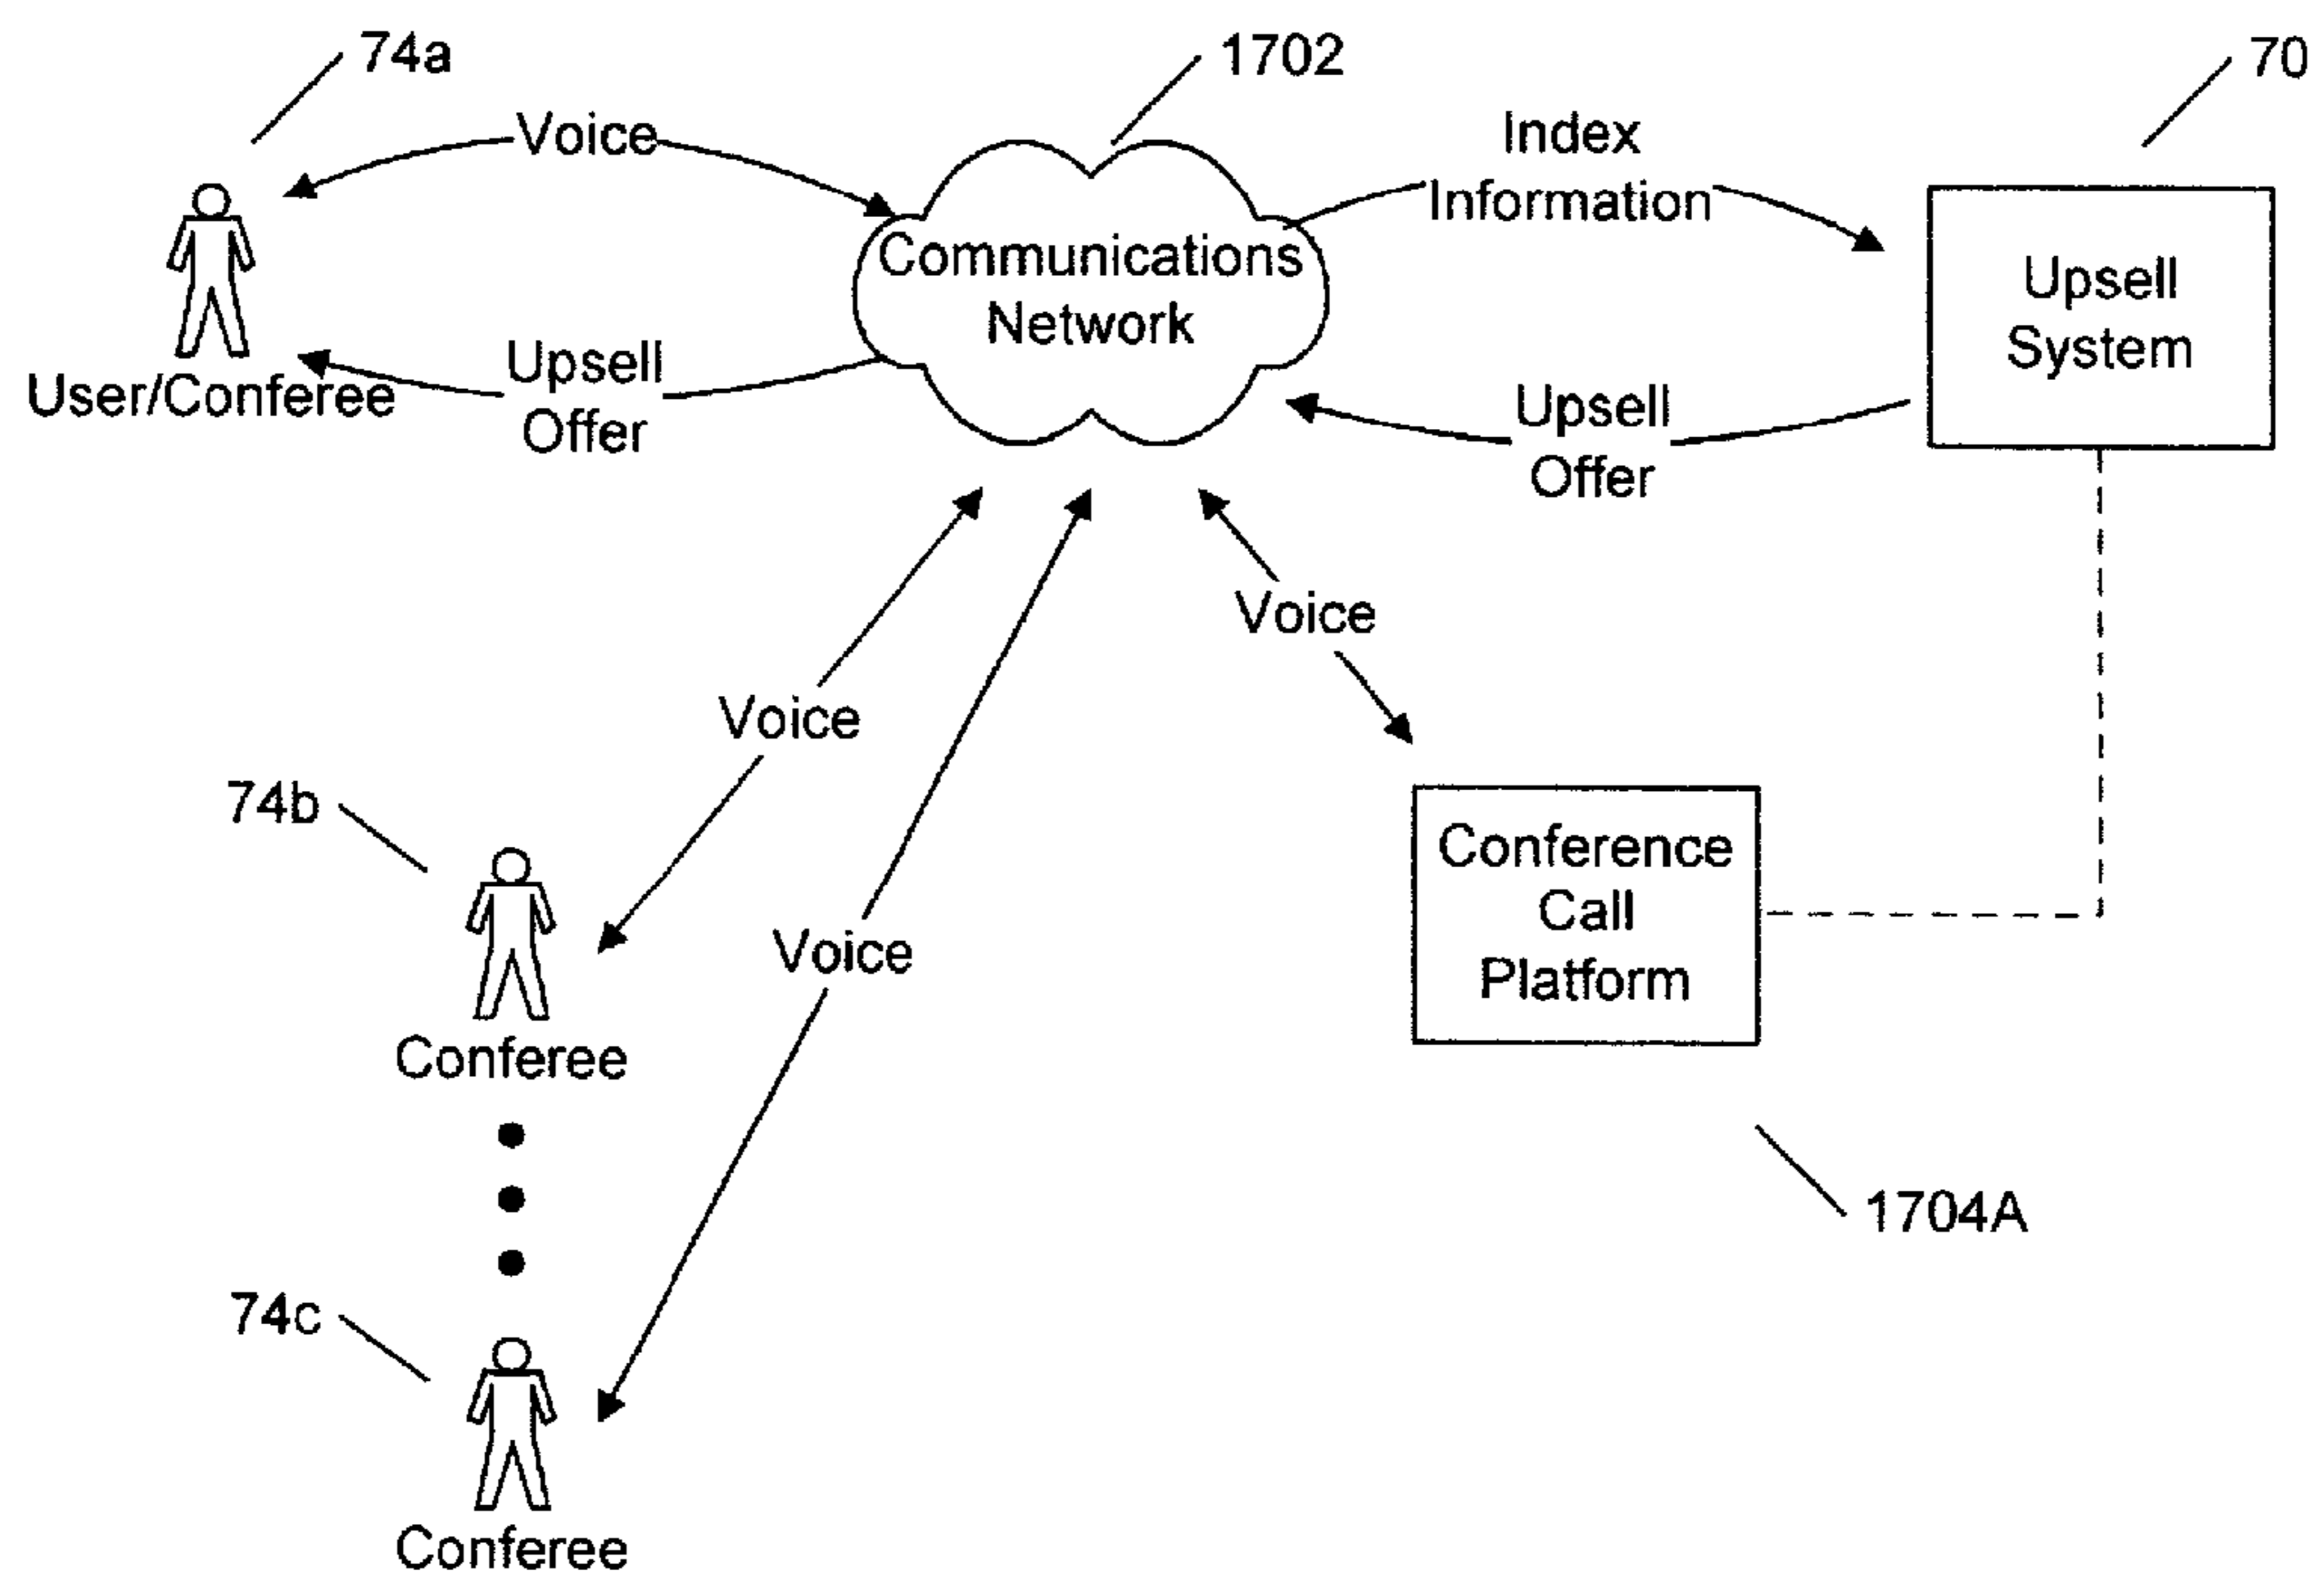 74a
1702
70
Voice
Index
Information
Communications
Network
Upsell
System
User/Conferee
Upsell
Offer
Upsell
Offer
Voice
Voice
74b
Conference
Call
Platform
Voice
Conferee
1704A
74c
Conferee